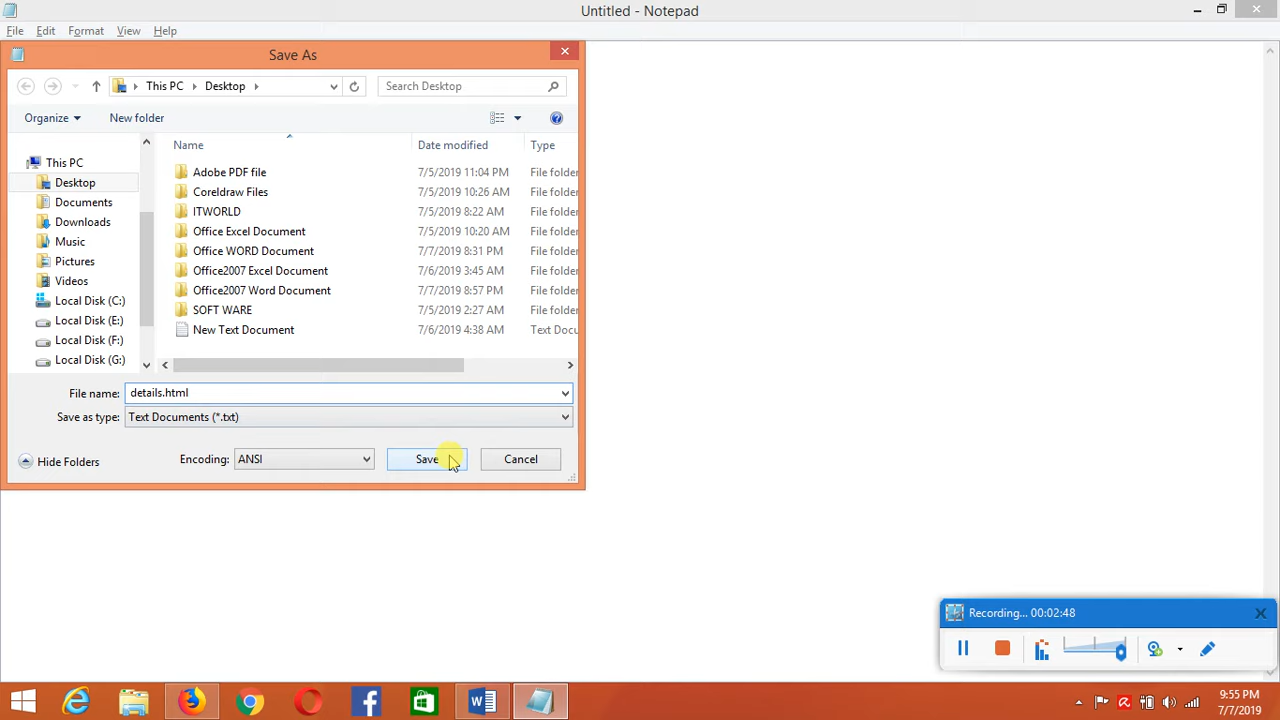 Untitled - Notepad
File Edit Format View Help
Save As
This PC Desktop Search Desktop
Organize New folder
Name Date modified Type
This PC
Desktop
Documents
Downloads
Music
Pictures
Videos
Local Disk (C:)
Local Disk (E:)
Local Disk (F:)
Local Disk (G:)
Adobe PDF file 7/5/2019 11:04 PM File folder
Coreldraw Files 7/5/2019 10:26 AM File folder
ITWORLD 7/5/2019 8:22 AM File folder
Office Excel Document 7/5/2019 10:20 AM File folder
Office WORD Document 7/7/2019 8:31 PM File folder
Office2007 Excel Document 7/6/2019 3:45 AM File folder
Office2007 Word Document 7/7/2019 8:57 PM File folder
SOFT WARE 7/5/2019 2:27 AM File folder
New Text Document 7/6/2019 4:38 AM Text Docu
File name: details.html
Save as type: Text Documents (*.txt)
Hide Folders Encoding: ANSI Save Cancel
Recording... 00:02:48
9:55 PM
7/7/2019